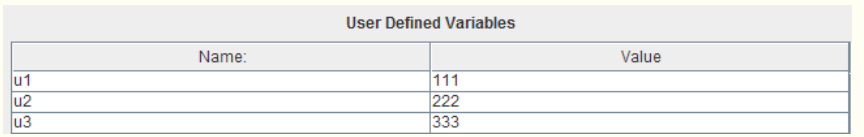 User Defined Variables
Name: Value
u1 111
u2 222
u3 333